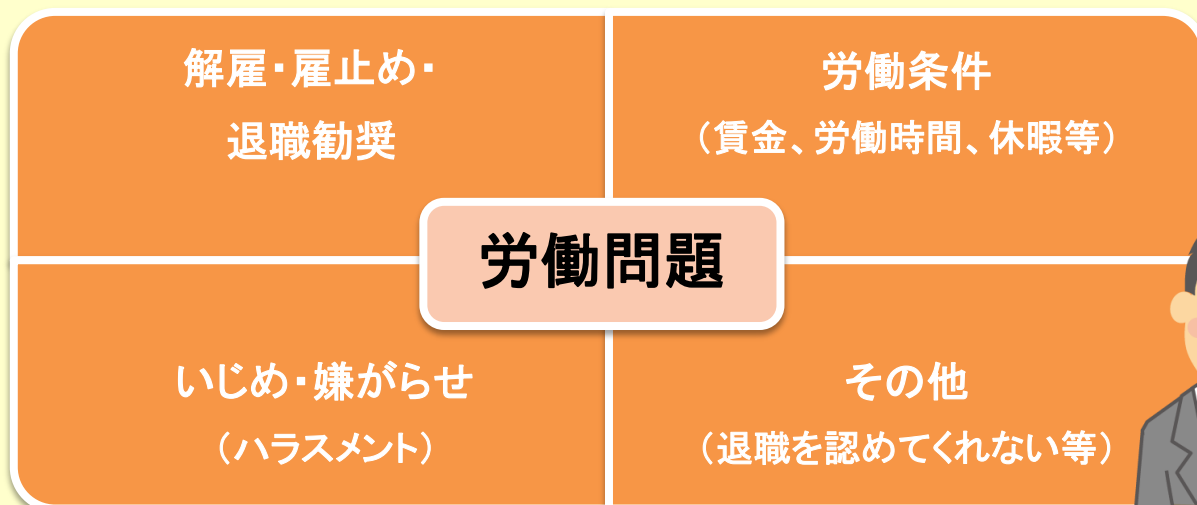 解雇・雇止め・
退職勧奨
労働条件
（賃金、労働時間、休暇等）
労働問題
いじめ・嫌がらせ
（ハラスメント）
その他
（退職を認めてくれない等）